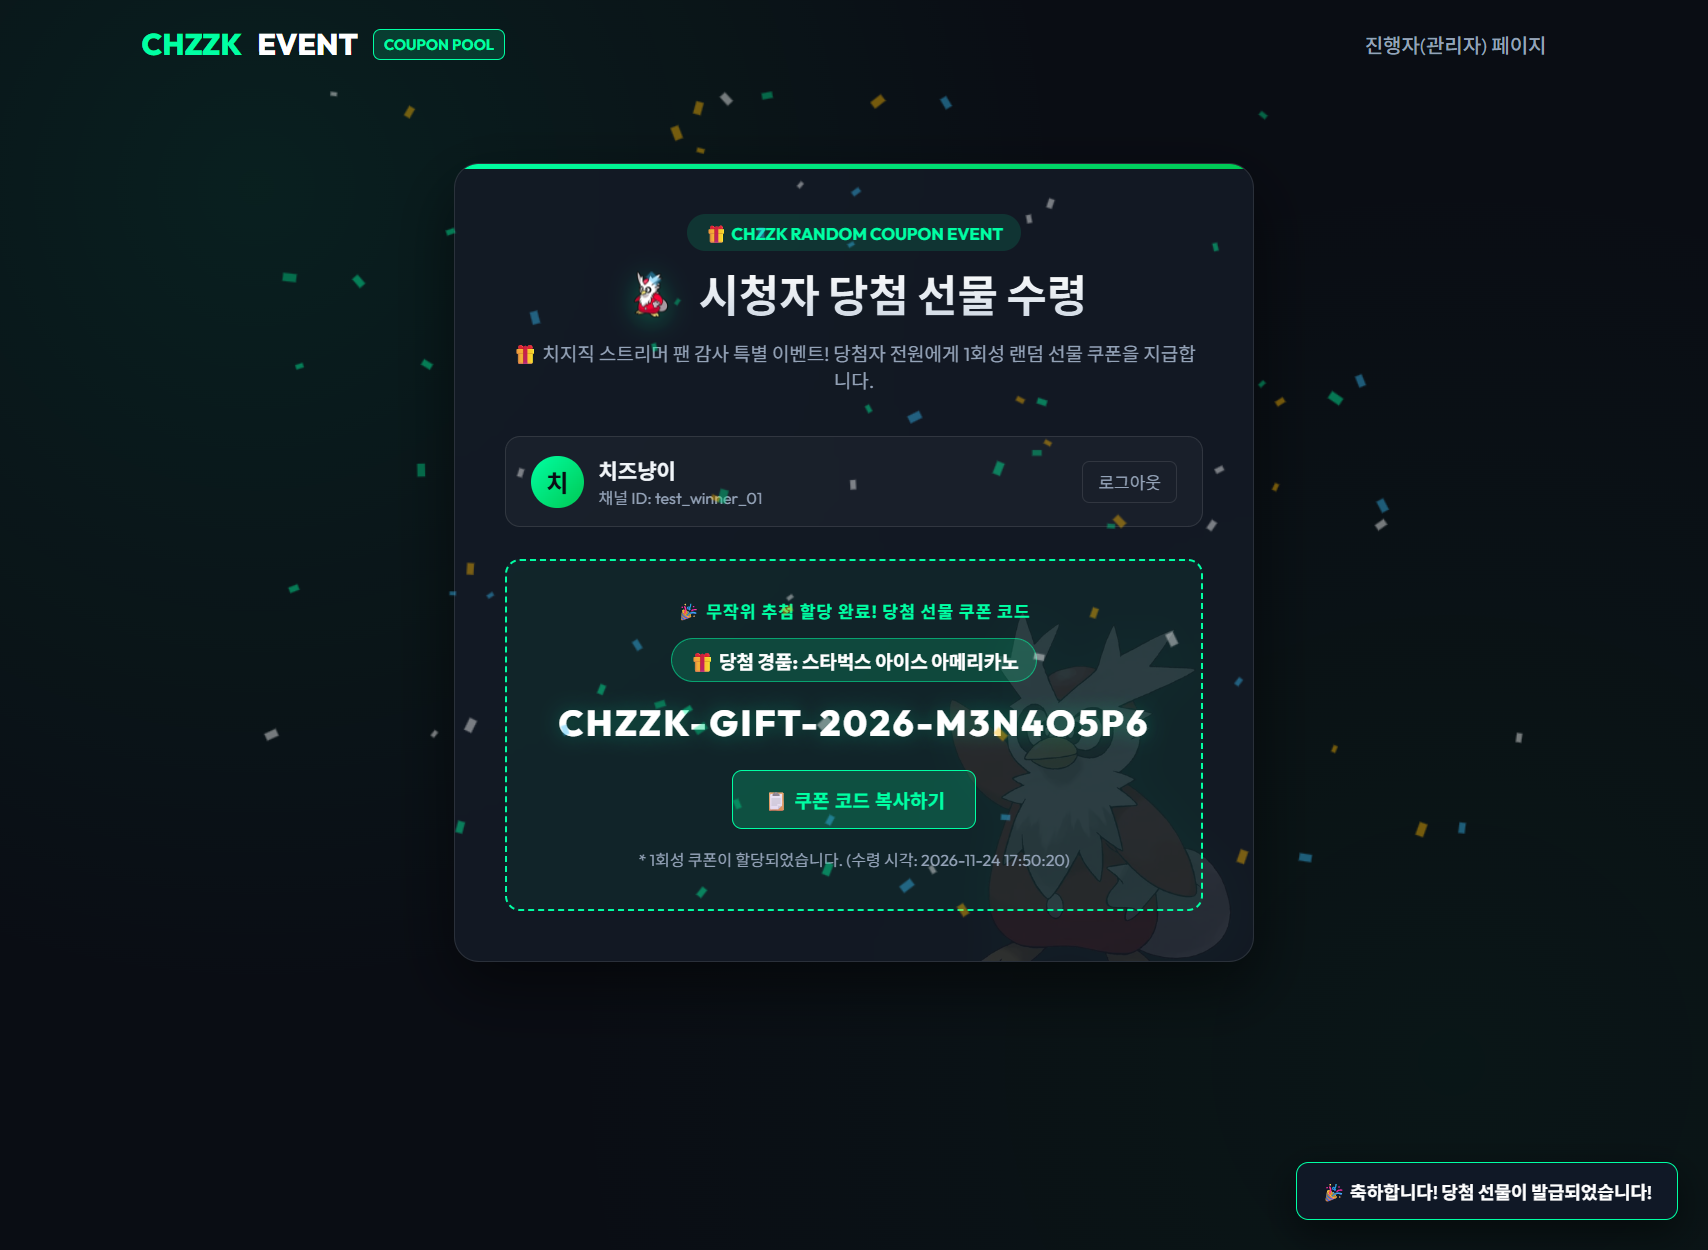 CHZZK EVENT COUPON POOL
진행자(관리자) 페이지
🎁 CHZZK RANDOM COUPON EVENT
시청자 당첨 선물 수령
🎁 치지직 스트리머 팬 감사 특별 이벤트! 당첨자 전원에게 1회성 랜덤 선물 쿠폰을 지급합
니다.
치
치즈냥이
채널 ID: test_winner_01
로그아웃
🎉 무작위 추첨 할당 완료! 당첨 선물 쿠폰 코드
🎁 당첨 경품: 스타벅스 아이스 아메리카노
CHZZK-GIFT-2026-M3N4O5P6
📋 쿠폰 코드 복사하기
* 1회성 쿠폰이 할당되었습니다. (수령 시각: 2026-11-24 17:50:20)
🎉 축하합니다! 당첨 선물이 발급되었습니다!